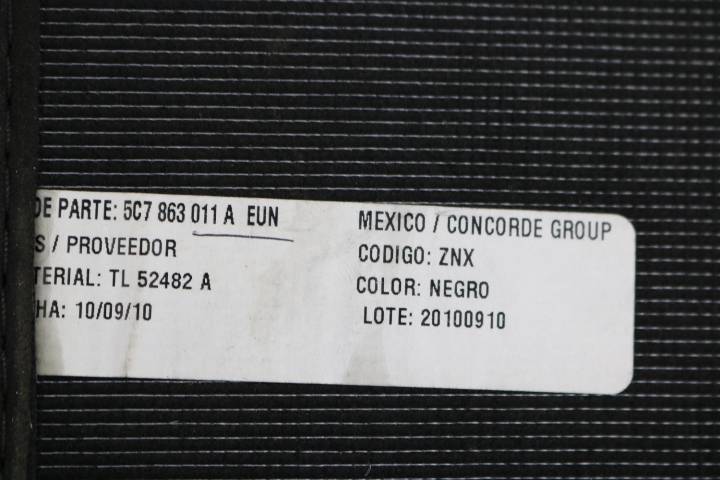 DE PARTE: 5C7 863 011 A EUN
S / PROVEEDOR
TERIAL: TL 52482 A
HA: 10/09/10
MEXICO / CONCORDE GROUP
CODIGO: ZNX
COLOR: NEGRO
LOTE: 20100910